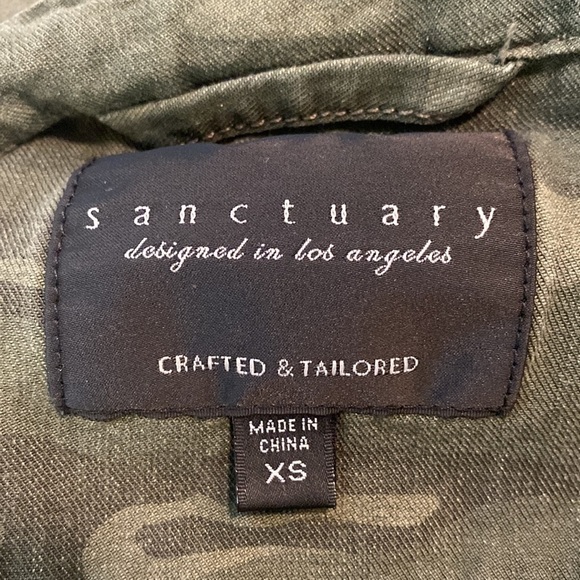 sanctuary
designed in los angeles
CRAFTED & TAILORED
MADE IN
CHINA
XS